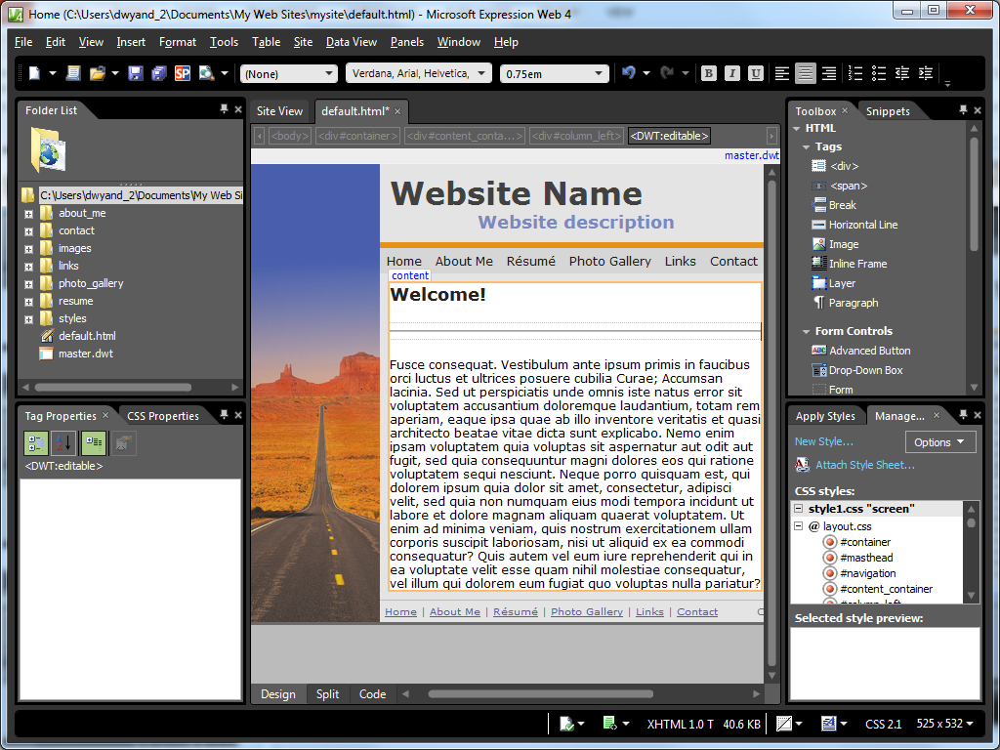 Home (C:\Users\dwyand_2\Documents\My Web Sites\mysite\default.html) - Microsoft Expression Web 4
File Edit View Insert Format Tools Table Site Data View Panels Window Help
SP (None) Verdana, Arial, Helvetica, 0.75em B I U
Folder List
C:\Users\dwyand_2\Documents\My Web Si
about_me
contact
images
links
photo_gallery
resume
styles
default.html
master.dwt
Tag Properties × CSS Properties
<DWT:editable>
Site View default.html* ×
<body> <div#container> <div#content_conta...> <div#column_left> <DWT:editable>
master.dwt
Website Name
Website description
Home About Me Résumé Photo Gallery Links Contact
content
Welcome!
Fusce consequat. Vestibulum ante ipsum primis in faucibus
orci luctus et ultrices posuere cubilia Curae; Accumsan
lacinia. Sed ut perspiciatis unde omnis iste natus error sit
voluptatem accusantium doloremque laudantium, totam rem
aperiam, eaque ipsa quae ab illo inventore veritatis et quasi
architecto beatae vitae dicta sunt explicabo. Nemo enim
ipsam voluptatem quia voluptas sit aspernatur aut odit aut
fugit, sed quia consequuntur magni dolores eos qui ratione
voluptatem sequi nesciunt. Neque porro quisquam est, qui
dolorem ipsum quia dolor sit amet, consectetur, adipisci
velit, sed quia non numquam eius modi tempora incidunt ut
labore et dolore magnam aliquam quaerat voluptatem. Ut
enim ad minima veniam, quis nostrum exercitationem ullam
corporis suscipit laboriosam, nisi ut aliquid ex ea commodi
consequatur? Quis autem vel eum iure reprehenderit qui in
ea voluptate velit esse quam nihil molestiae consequatur,
vel illum qui dolorem eum fugiat quo voluptas nulla pariatur?
Home | About Me | Résumé | Photo Gallery | Links | Contact
Design Split Code
Toolbox × Snippets
HTML
Tags
<div>
<span>
Break
Horizontal Line
Image
Inline Frame
Layer
Paragraph
Form Controls
Advanced Button
Drop-Down Box
Form
Apply Styles Manage... ×
New Style... Options
Attach Style Sheet...
CSS styles:
style1.css "screen"
@ layout.css
#container
#masthead
#navigation
#content_container
#column_left
Selected style preview:
XHTML 1.0 T 40.6 KB CSS 2.1 525 x 532